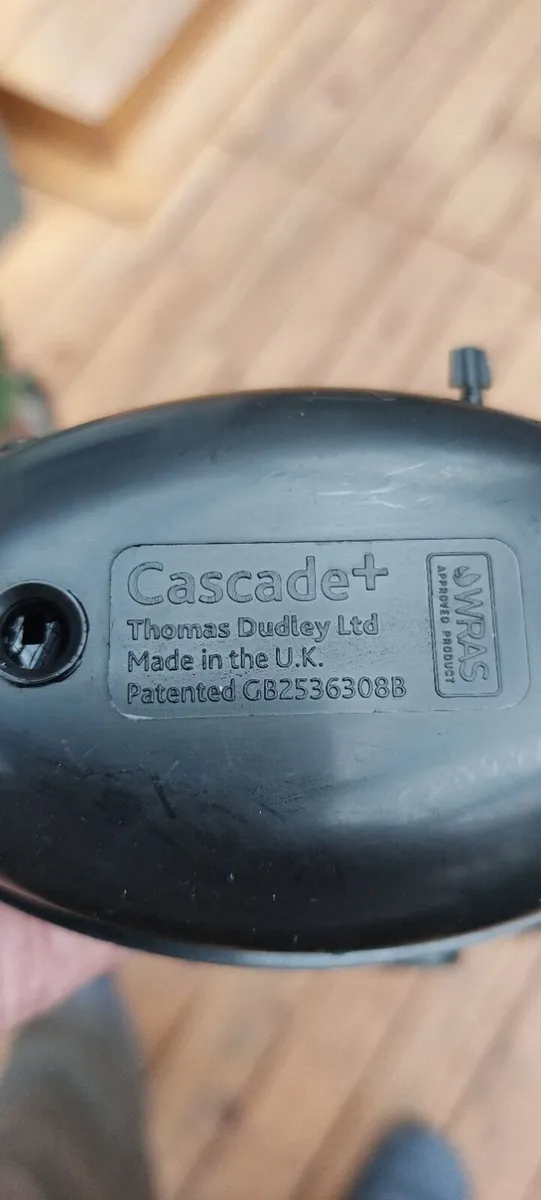 Cascade+
Thomas Dudley Ltd
Made in the U.K.
Patented GB2536308B
WRAS
APPROVED PRODUCT